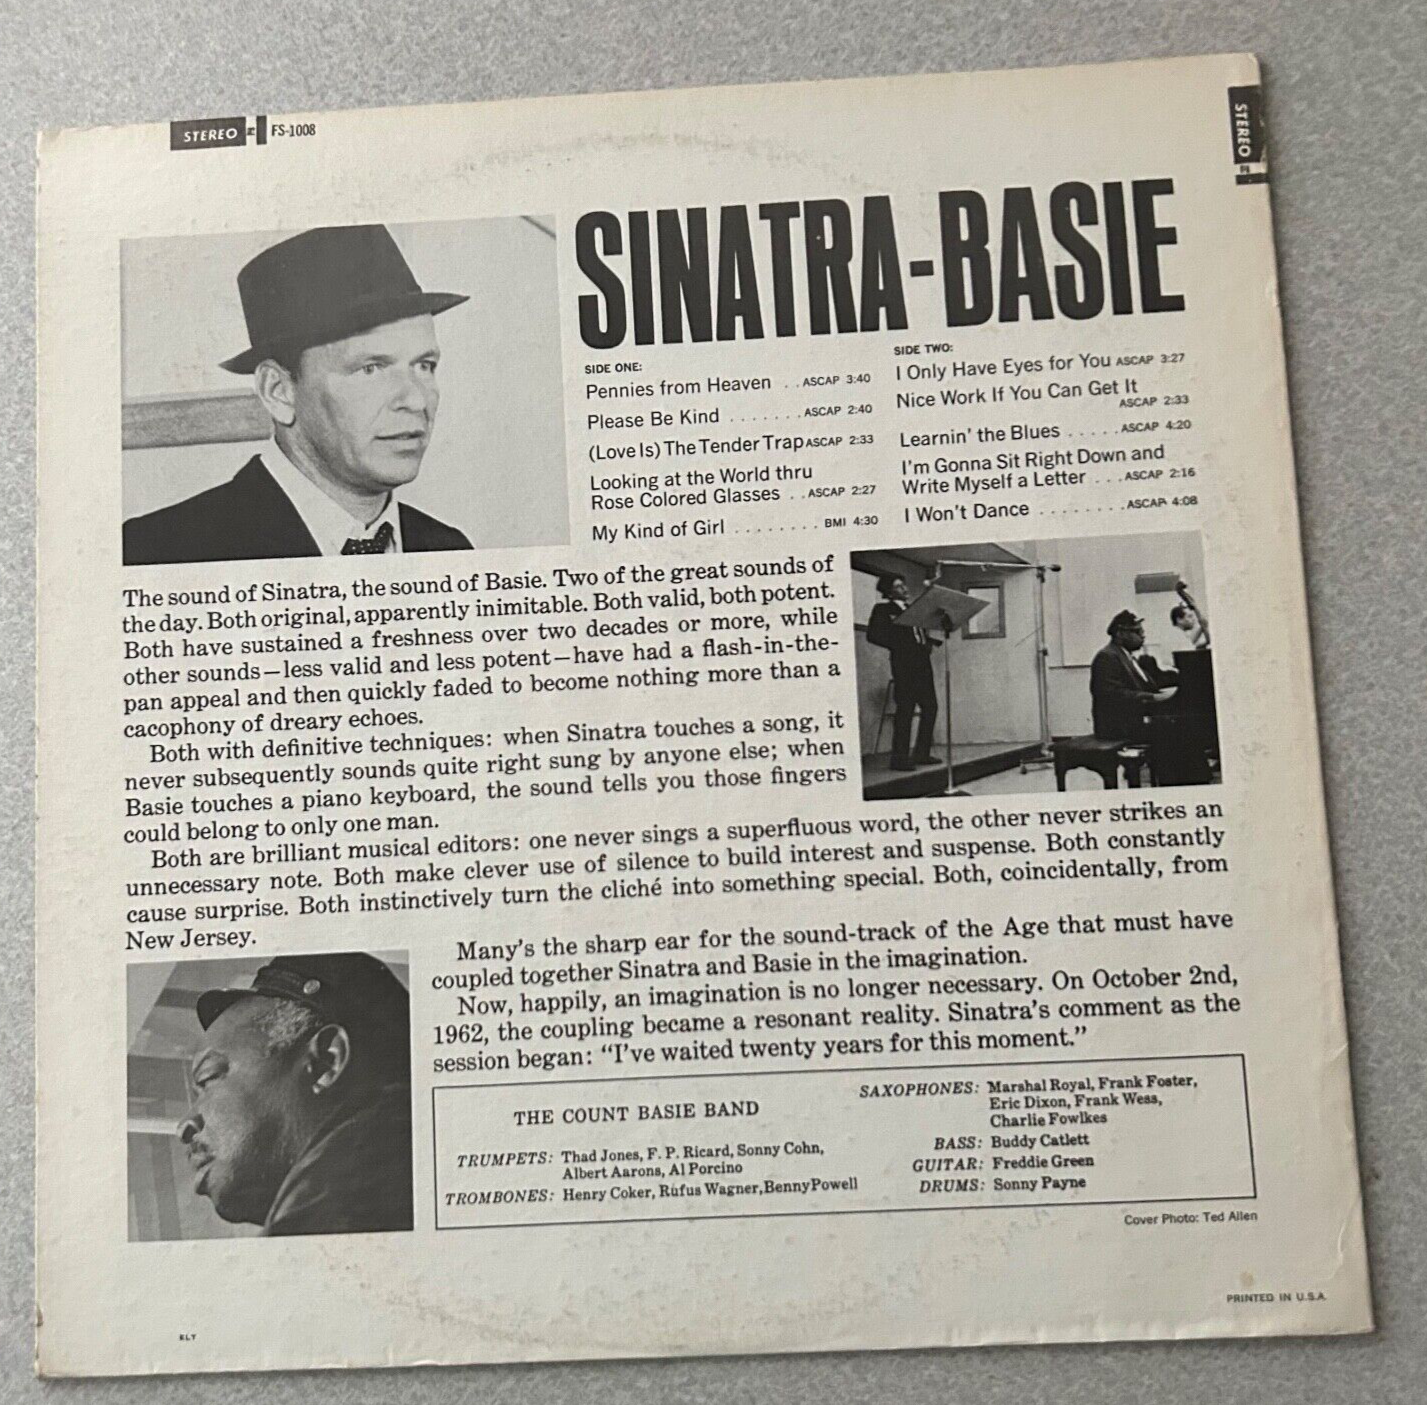 STEREO FS-1008
STEREO
SINATRA-BASIE
SIDE ONE:
Pennies from Heaven . . ASCAP 3:40
Please Be Kind . . . . . . . ASCAP 2:40
(Love Is) The Tender Trap ASCAP 2:33
Looking at the World thru
Rose Colored Glasses . . ASCAP 2:27
My Kind of Girl . . . . . . . . BMI 4:30
SIDE TWO:
I Only Have Eyes for You ASCAP 3:27
Nice Work If You Can Get It
ASCAP 2:33
Learnin' the Blues . . . . . ASCAP 4:20
I'm Gonna Sit Right Down and
Write Myself a Letter . . . ASCAP 2:16
I Won't Dance . . . . . . . . ASCAP 4:08
The sound of Sinatra, the sound of Basie. Two of the great sounds of
the day. Both original, apparently inimitable. Both valid, both potent.
Both have sustained a freshness over two decades or more, while
other sounds—less valid and less potent—have had a flash-in-the-
pan appeal and then quickly faded to become nothing more than a
cacophony of dreary echoes.
Both with definitive techniques: when Sinatra touches a song, it
never subsequently sounds quite right sung by anyone else; when
Basie touches a piano keyboard, the sound tells you those fingers
could belong to only one man.
Both are brilliant musical editors: one never sings a superfluous word, the other never strikes an
unnecessary note. Both make clever use of silence to build interest and suspense. Both constantly
cause surprise. Both instinctively turn the cliché into something special. Both, coincidentally, from
New Jersey.
Many's the sharp ear for the sound-track of the Age that must have
coupled together Sinatra and Basie in the imagination.
Now, happily, an imagination is no longer necessary. On October 2nd,
1962, the coupling became a resonant reality. Sinatra's comment as the
session began: "I've waited twenty years for this moment."
THE COUNT BASIE BAND
TRUMPETS: Thad Jones, F. P. Ricard, Sonny Cohn,
Albert Aarons, Al Porcino
TROMBONES: Henry Coker, Rufus Wagner, Benny Powell
SAXOPHONES: Marshal Royal, Frank Foster,
Eric Dixon, Frank Wess,
Charlie Fowlkes
BASS: Buddy Catlett
GUITAR: Freddie Green
DRUMS: Sonny Payne
Cover Photo: Ted Allen
PRINTED IN U.S.A.
RLY